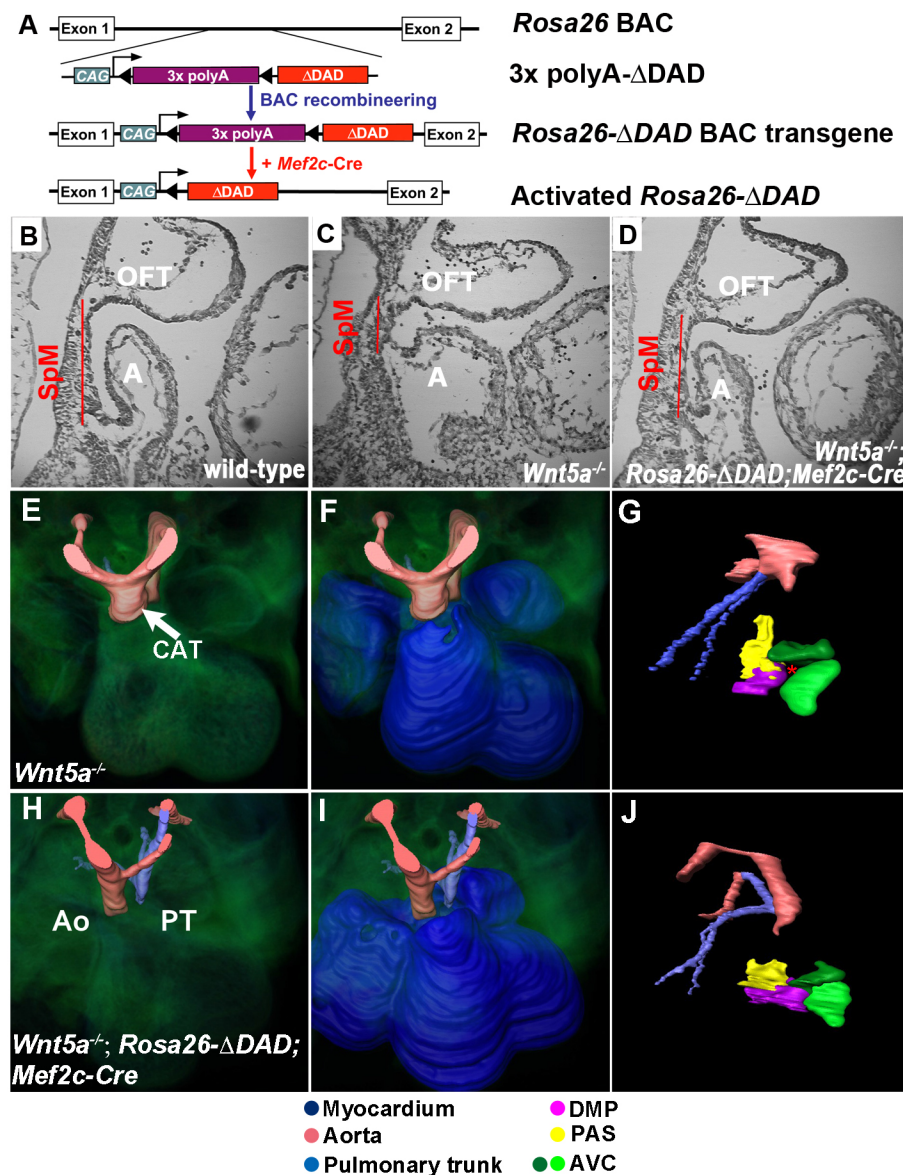 A
Exon 1
Exon 2
Rosa26 BAC
CAG
3x polyA
ΔDAD
3x polyA-ΔDAD
BAC recombineering
Exon 1
CAG
3x polyA
ΔDAD
Exon 2
Rosa26-ΔDAD BAC transgene
+ Mef2c-Cre
Exon 1
CAG
ΔDAD
Exon 2
Activated Rosa26-ΔDAD
B
OFT
SpM
A
wild-type
C
OFT
SpM
A
Wnt5a-/-
D
OFT
SpM
A
Wnt5a-/-;
Rosa26-ΔDAD;Mef2c-Cre
E
CAT
Wnt5a-/-
F
G
*
H
Ao
PT
Wnt5a-/-; Rosa26-ΔDAD;
Mef2c-Cre
I
J
Myocardium
Aorta
Pulmonary trunk
DMP
PAS
AVC